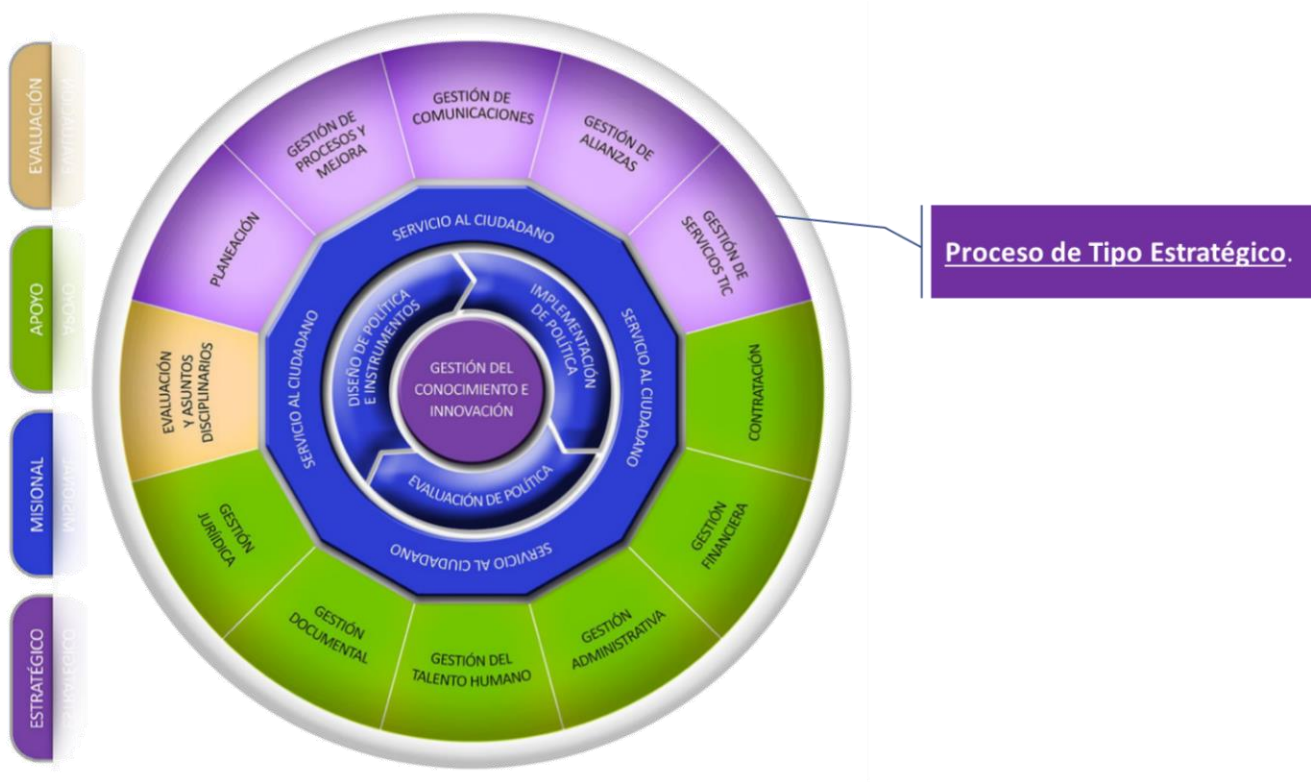 EVALUACIÓN
APOYO
MISIONAL
ESTRATÉGICO
PLANEACIÓN
GESTIÓN DE
PROCESOS Y
MEJORA
GESTIÓN DE
COMUNICACIONES
GESTIÓN DE
ALIANZAS
GESTIÓN DE
SERVICIOS TIC
CONTRATACIÓN
GESTIÓN
FINANCIERA
GESTIÓN
ADMINISTRATIVA
GESTIÓN DEL
TALENTO HUMANO
GESTIÓN
DOCUMENTAL
GESTIÓN
JURÍIDICA
EVALUACIÓN
Y ASUNTOS
DISCIPLINARIOS
SERVICIO AL CIUDADANO
SERVICIO AL CIUDADANO
SERVICIO AL CIUDADANO
SERVICIO AL CIUDADANO
DISEÑO DE POLÍTICA
E INSTRUMENTOS
IMPLEMENTACIÓN
DE POLÍTICA
EVALUACIÓN DE POLÍTICA
GESTIÓN DEL
CONOCIMIENTO E
INNOVACIÓN
Proceso de Tipo Estratégico.